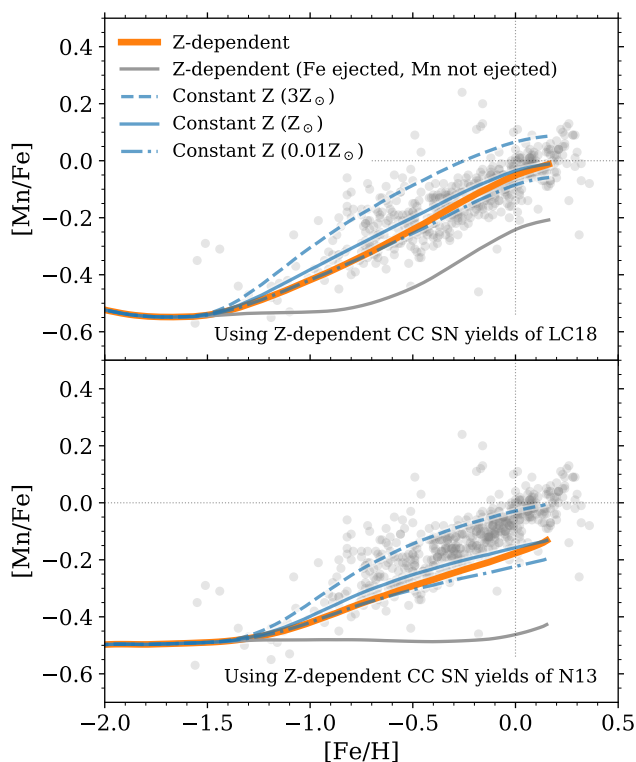 0.4
0.2
0.0
−0.2
−0.4
−0.6
[Mn/Fe]
Z-dependent
Z-dependent (Fe ejected, Mn not ejected)
Constant Z (3Z⊙)
Constant Z (Z⊙)
Constant Z (0.01Z⊙)
Using Z-dependent CC SN yields of LC18
0.4
0.2
0.0
−0.2
−0.4
−0.6
[Mn/Fe]
Using Z-dependent CC SN yields of N13
−2.0 −1.5 −1.0 −0.5 0.0 0.5
[Fe/H]